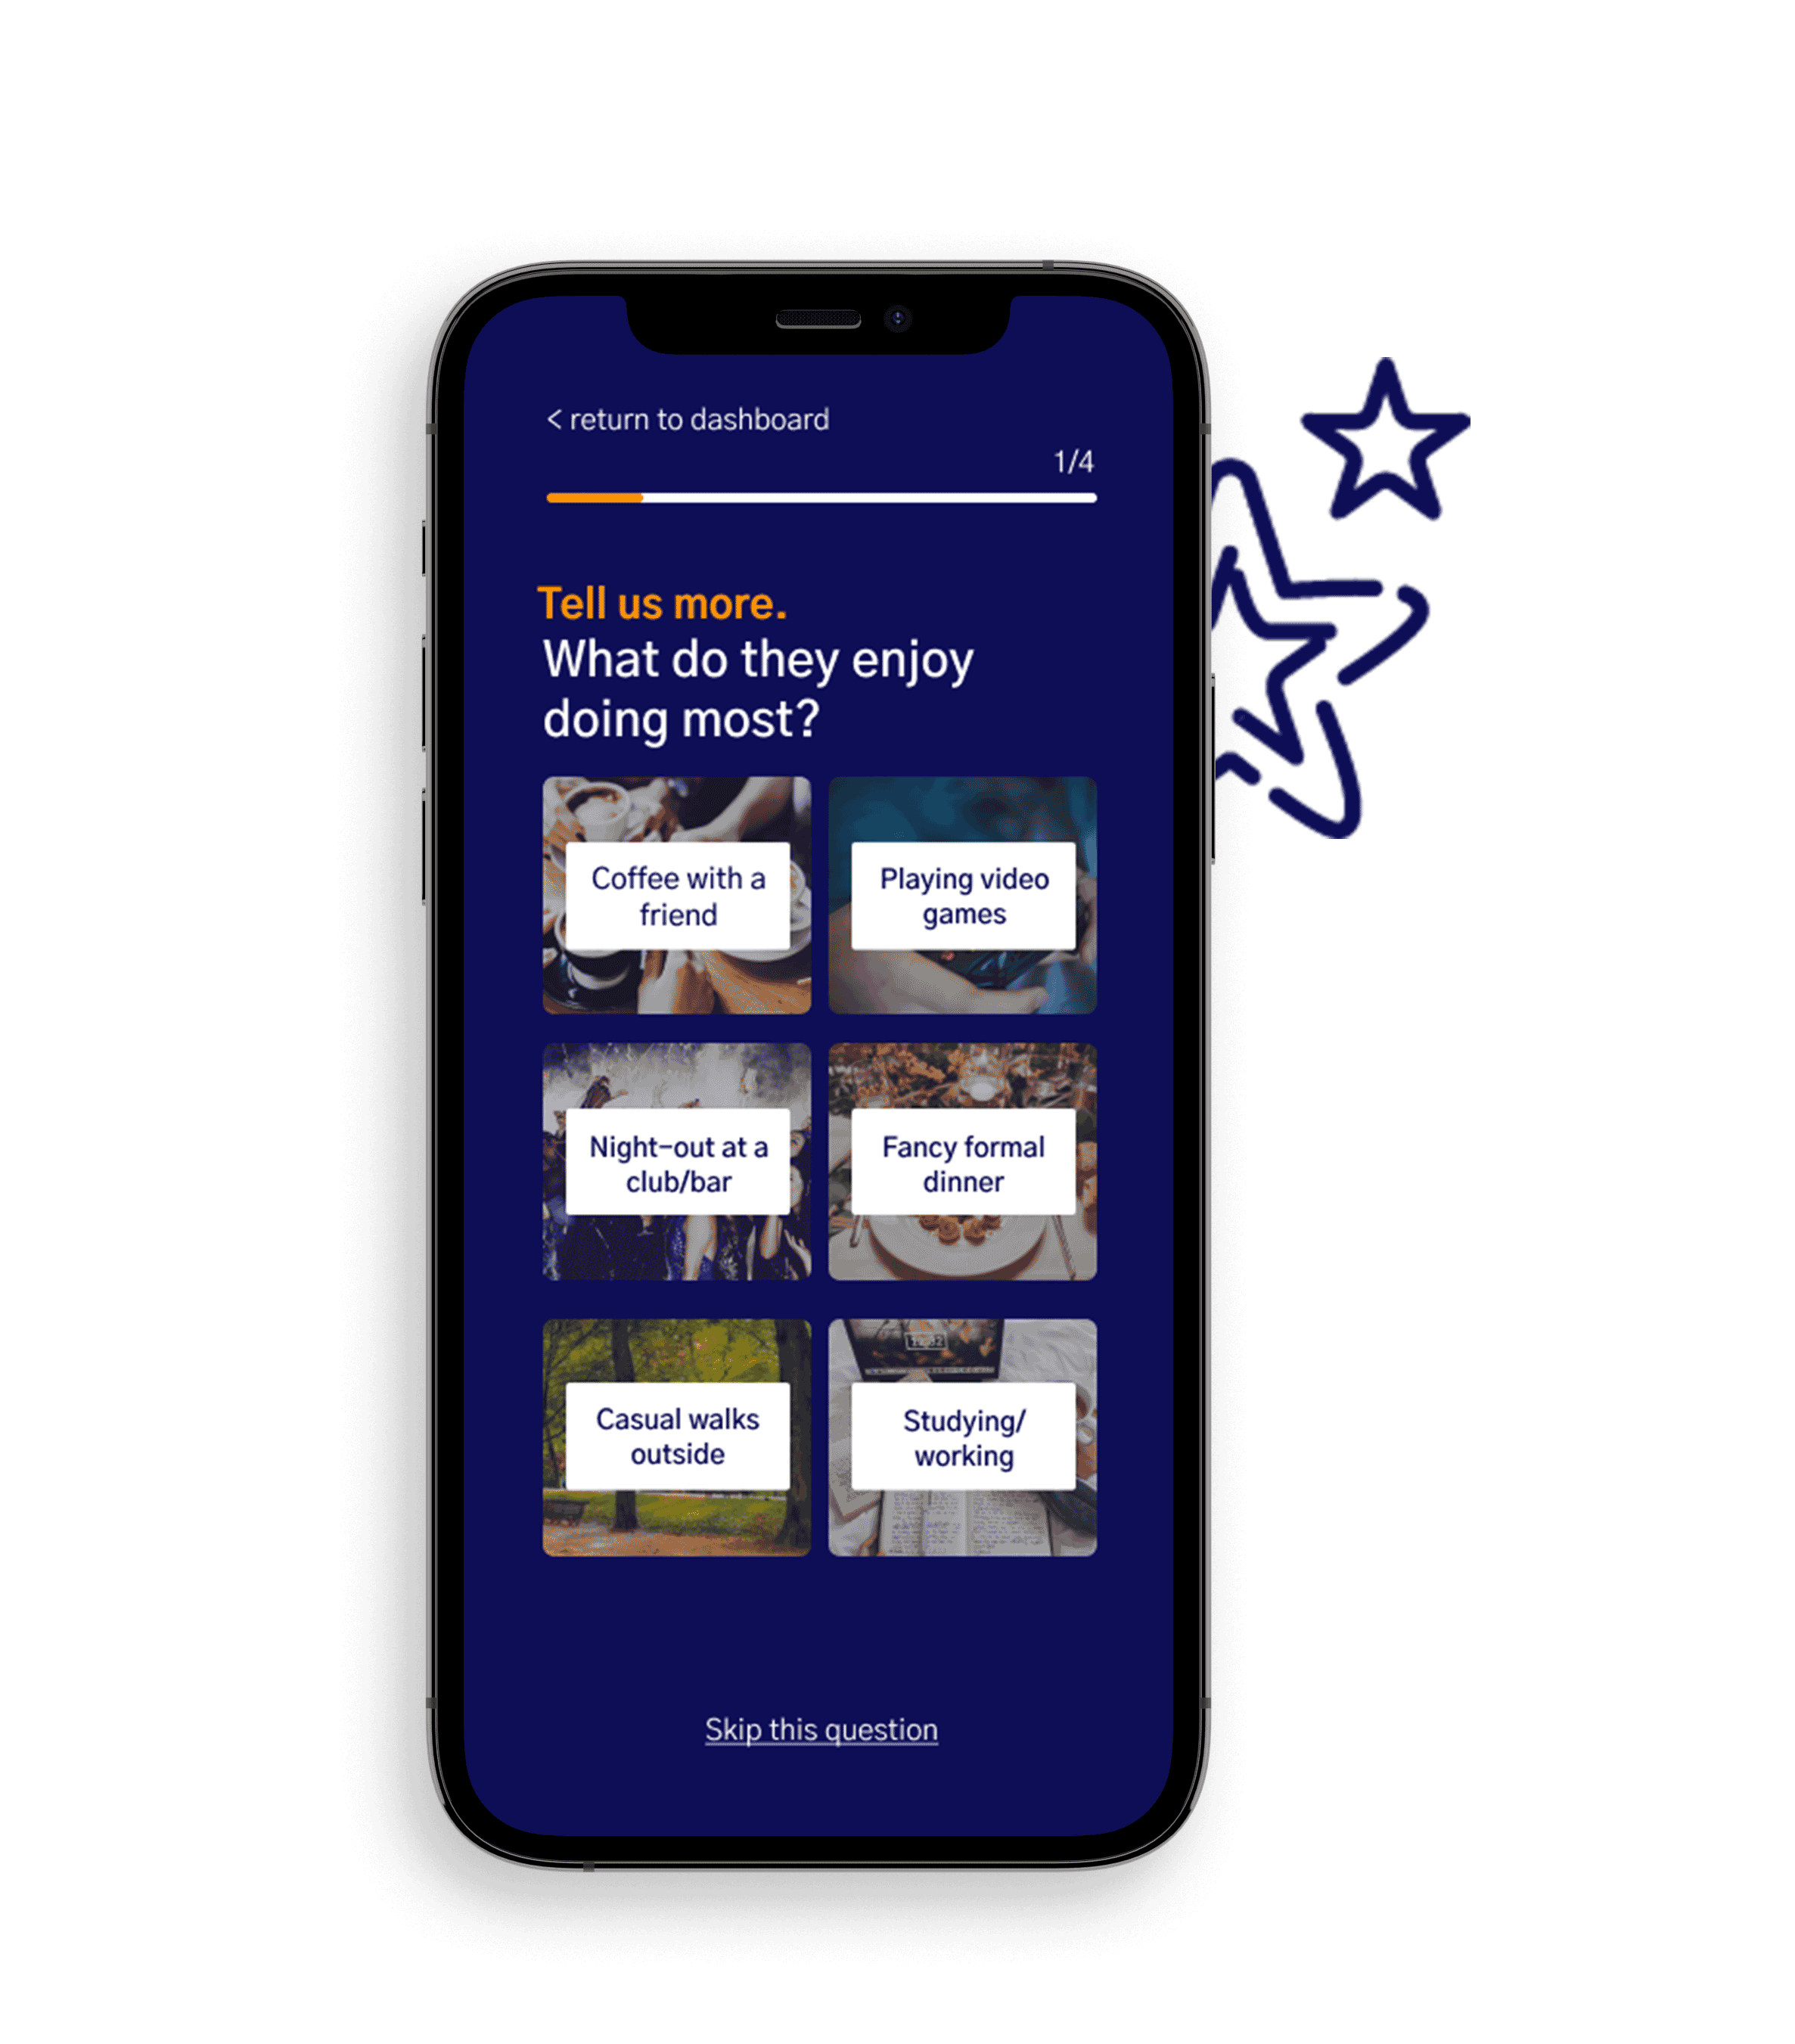 < return to dashboard
1/4
Tell us more.
What do they enjoy
doing most?
Coffee with a
friend
Playing video
games
Night-out at a
club/bar
Fancy formal
dinner
Casual walks
outside
Studying/
working
Skip this question